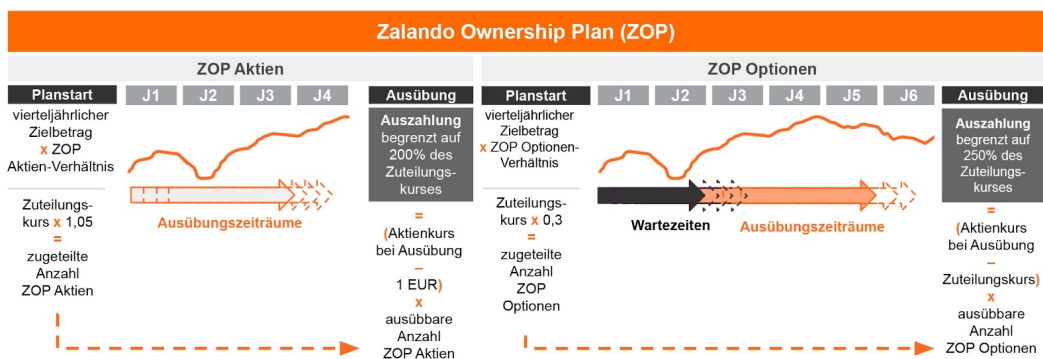 Zalando Ownership Plan (ZOP)
ZOP Aktien
Planstart
J1
J2
J3
J4
Ausübung
vierteljährlicher
Zielbetrag
x ZOP
Aktien-Verhältnis
Zuteilungs-
kurs x 1,05
=
zugeteilte
Anzahl
ZOP Aktien
Ausübungszeiträume
Auszahlung
begrenzt auf
200% des
Zuteilungs-
kurses
=
(Aktienkurs
bei Ausübung
–
1 EUR)
x
ausübbare
Anzahl
ZOP Aktien
ZOP Optionen
Planstart
J1
J2
J3
J4
J5
J6
Ausübung
vierteljährlicher
Zielbetrag
x ZOP Optionen-
Verhältnis
Zuteilungs-
kurs x 0,3
=
zugeteilte
Anzahl
ZOP
Optionen
Wartezeiten
Ausübungszeiträume
Auszahlung
begrenzt auf
250% des
Zuteilungs-
kurses
=
(Aktienkurs
bei Ausübung
–
Zuteilungskurs)
x
ausübbare
Anzahl
ZOP Optionen